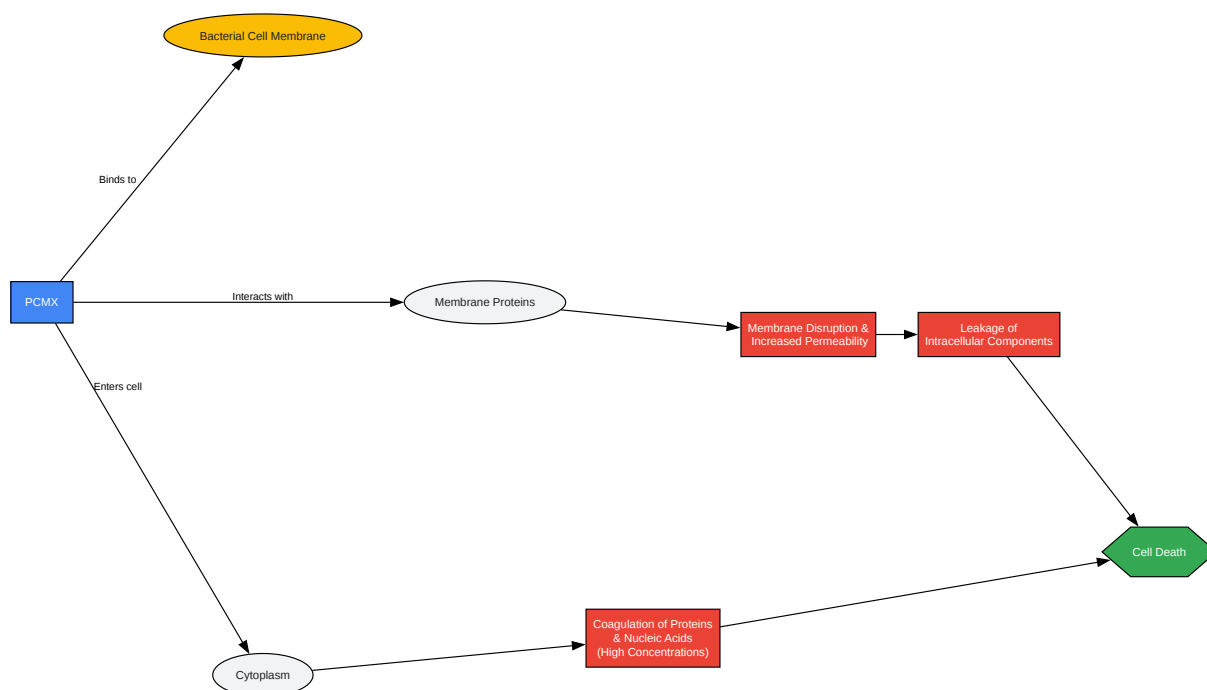 Bacterial Cell Membrane
Binds to
PCMX
Interacts with
Membrane Proteins
Membrane Disruption &
Increased Permeability
Leakage of
Intracellular Components
Enters cell
Cell Death
Coagulation of Proteins
& Nucleic Acids
(High Concentrations)
Cytoplasm